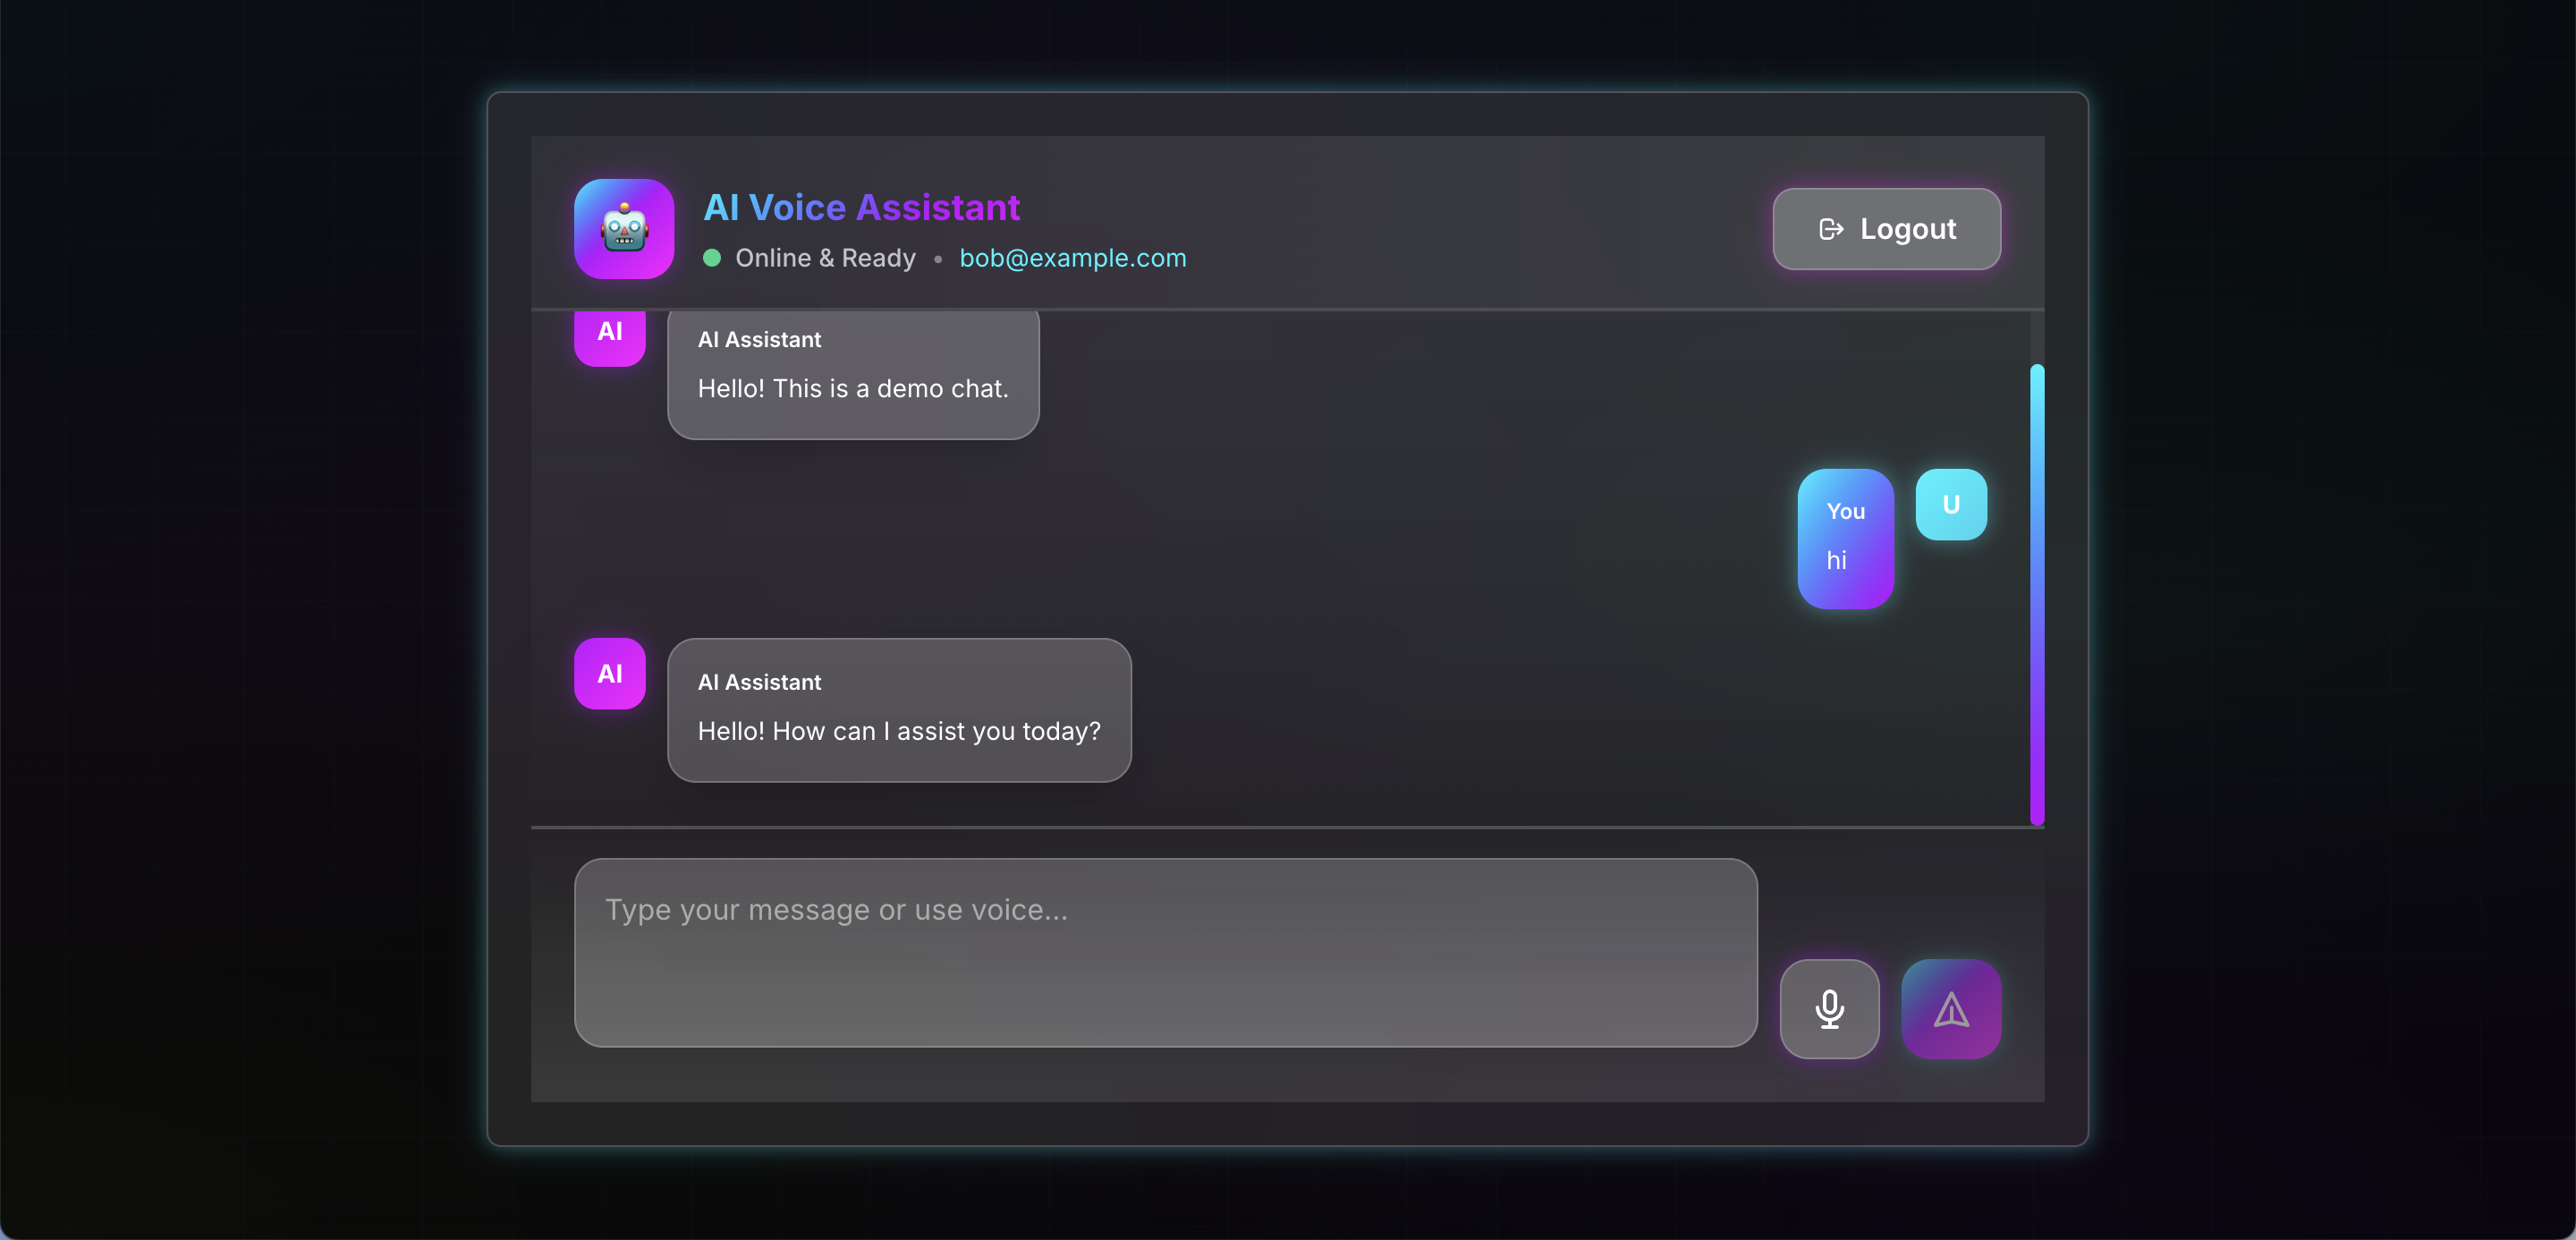 AI Voice Assistant
Online & Ready • bob@example.com
Logout
AI
AI Assistant
Hello! This is a demo chat.
You
hi
U
AI
AI Assistant
Hello! How can I assist you today?
Type your message or use voice...